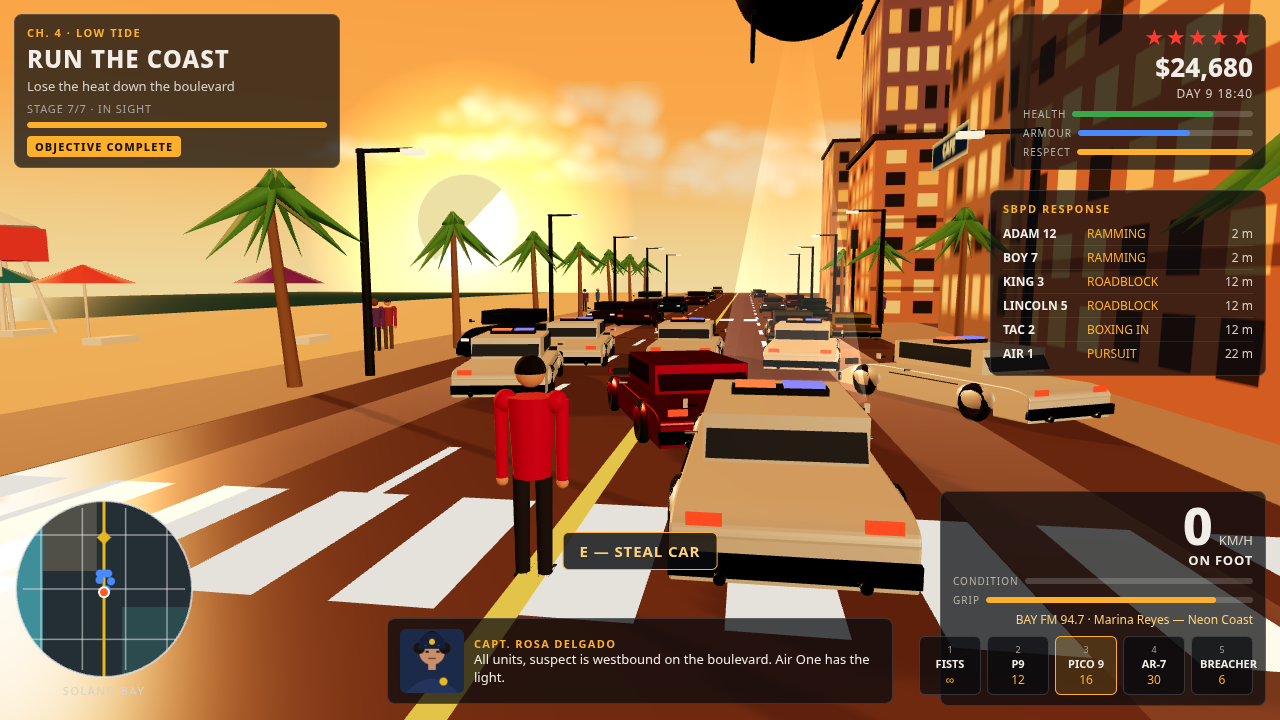 CH. 4 · LOW TIDE
RUN THE COAST
Lose the heat down the boulevard
STAGE 7/7 · IN SIGHT
OBJECTIVE COMPLETE
★★★★★
$24,680
DAY 9 18:40
HEALTH
ARMOUR
RESPECT
CAFE
SBPD RESPONSE
ADAM 12 RAMMING 2 m
BOY 7 RAMMING 2 m
KING 3 ROADBLOCK 12 m
LINCOLN 5 ROADBLOCK 12 m
TAC 2 BOXING IN 12 m
AIR 1 PURSUIT 22 m
E — STEAL CAR
0 KM/H
ON FOOT
CONDITION
GRIP
BAY FM 94.7 · Marina Reyes — Neon Coast
1 2 3 4 5
FISTS P9 PICO 9 AR-7 BREACHER
∞ 12 16 30 6
CAPT. ROSA DELGADO
All units, suspect is westbound on the boulevard. Air One has the
light.
SOLANO BAY